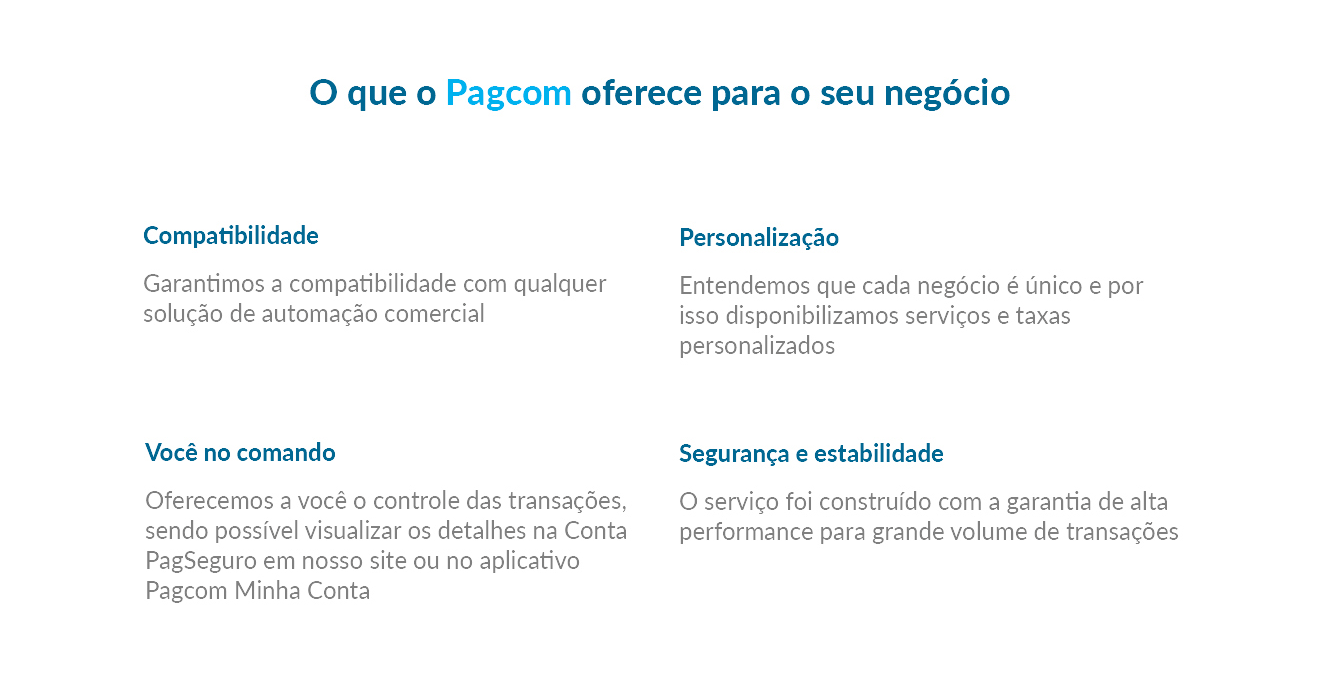 O que o Pagcom oferece para o seu negócio
Compatibilidade
Garantimos a compatibilidade com qualquer
solução de automação comercial
Personalização
Entendemos que cada negócio é único e por
isso disponibilizamos serviços e taxas
personalizados
Você no comando
Oferecemos a você o controle das transações,
sendo possível visualizar os detalhes na Conta
PagSeguro em nosso site ou no aplicativo
Pagcom Minha Conta
Segurança e estabilidade
O serviço foi construído com a garantia de alta
performance para grande volume de transações